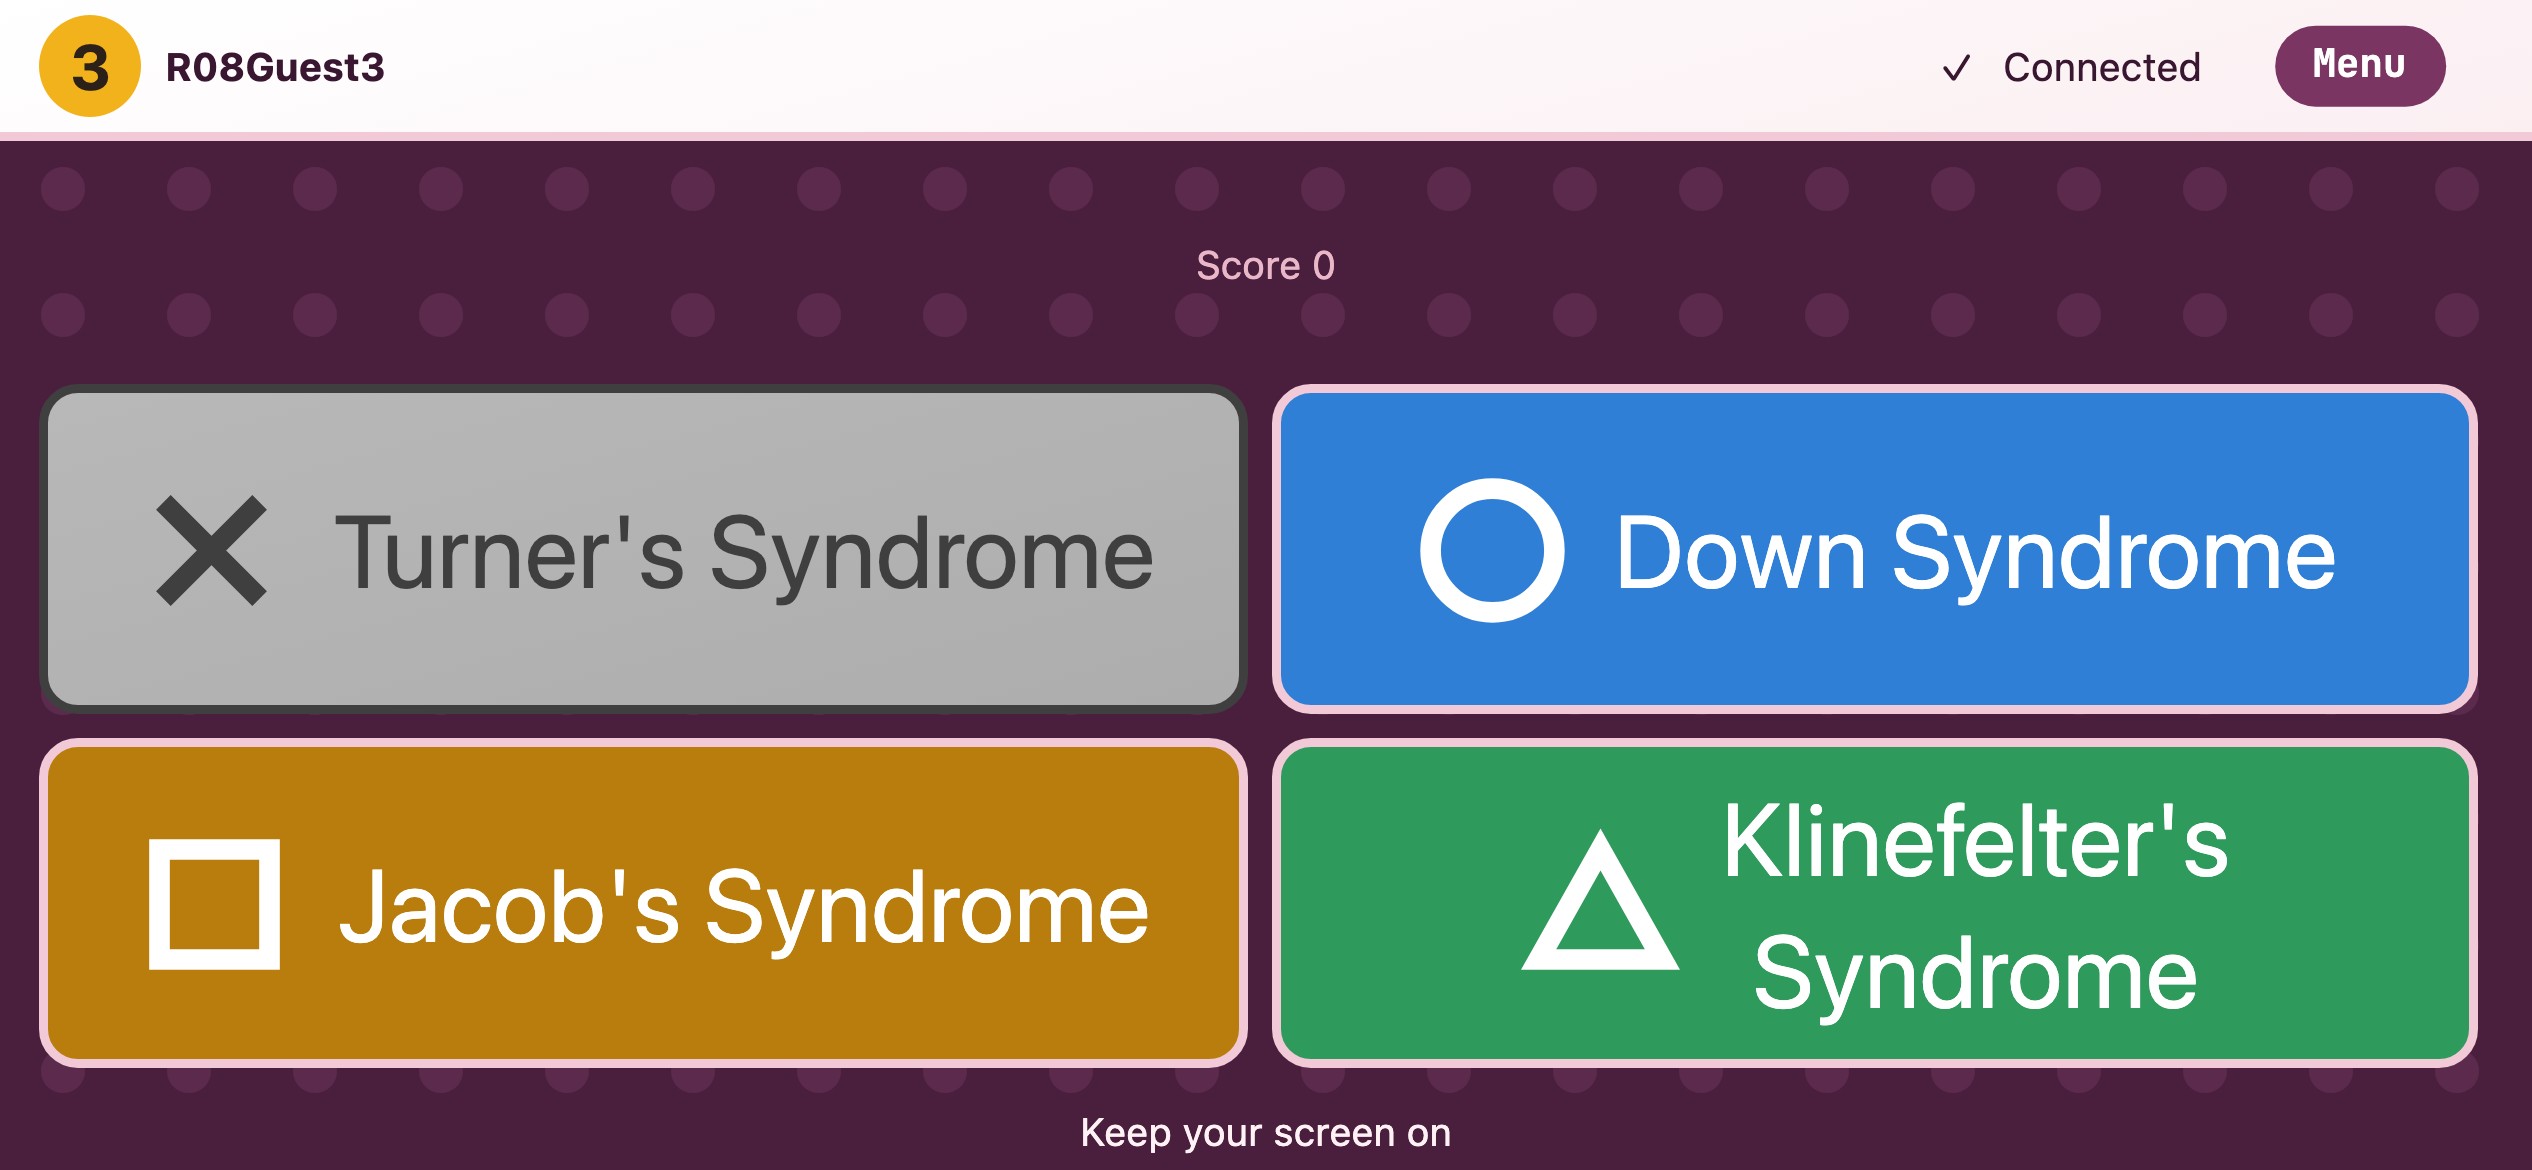 3 R08Guest3 ✓ Connected Menu
Score 0
Turner's Syndrome
Down Syndrome
Jacob's Syndrome
Klinefelter's
Syndrome
Keep your screen on